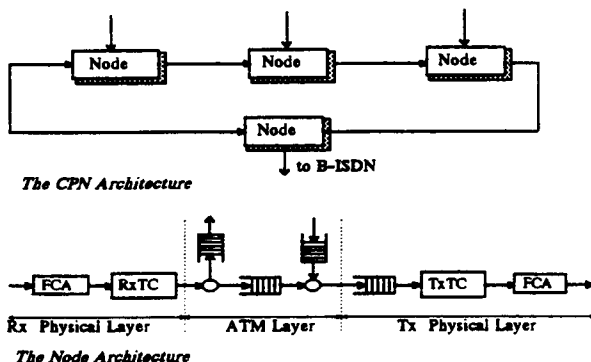 Node
Node
Node
Node
to B-ISDN
The CPN Architecture
FCA
RxTC
TxTC
FCA
Rx Physical Layer
ATM Layer
Tx Physical Layer
The Node Architecture